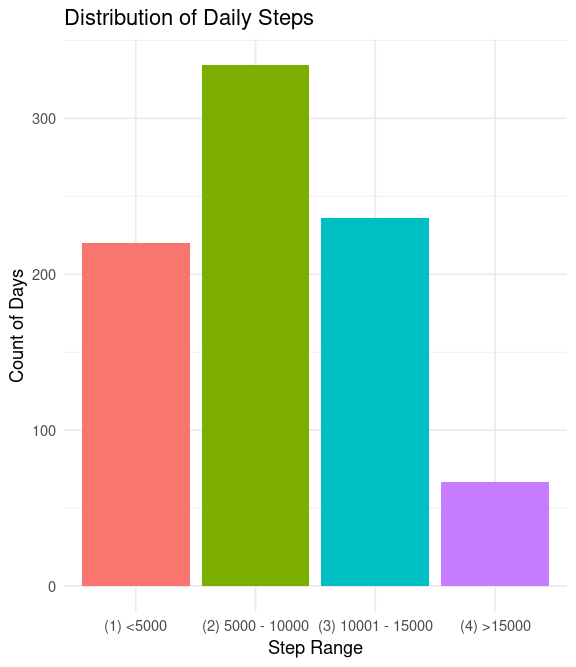 Distribution of Daily Steps
300
200
100
0
Count of Days
(1) <5000
(2) 5000 - 10000
(3) 10001 - 15000
(4) >15000
Step Range